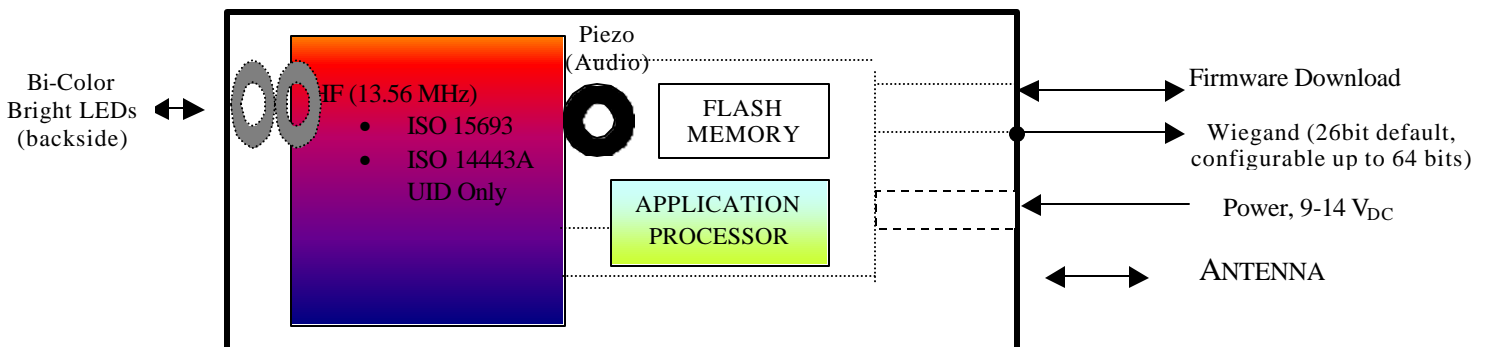 Bi-Color
Bright LEDs
(backside)
HF (13.56 MHz)
• ISO 15693
• ISO 14443A
UID Only
Piezo
(Audio)
FLASH
MEMORY
APPLICATION
PROCESSOR
Firmware Download
Wiegand (26bit default,
configurable up to 64 bits)
Power, 9-14 VDC
ANTENNA